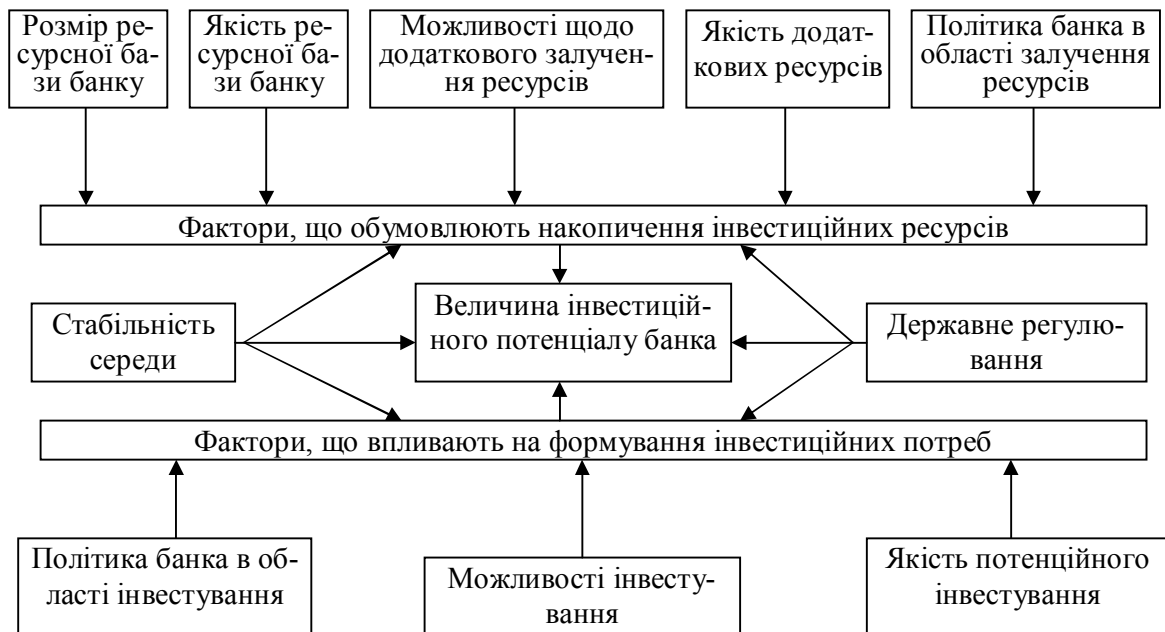 Розмір ре-
сурсної ба-
зи банку
Якість ре-
сурсної ба-
зи банку
Можливості щодо
додаткового залучен-
ня ресурсів
Якість додат-
кових ресурсів
Політика банка в
області залучення
ресурсів
Фактори, що обумовлюють накопичення інвестиційних ресурсів
Стабільність
середи
Величина інвестицій-
ного потенціалу банка
Державне регулю-
вання
Фактори, що впливають на формування інвестиційних потреб
Політика банка в об-
ласті інвестування
Можливості інвесту-
вання
Якість потенційного
інвестування